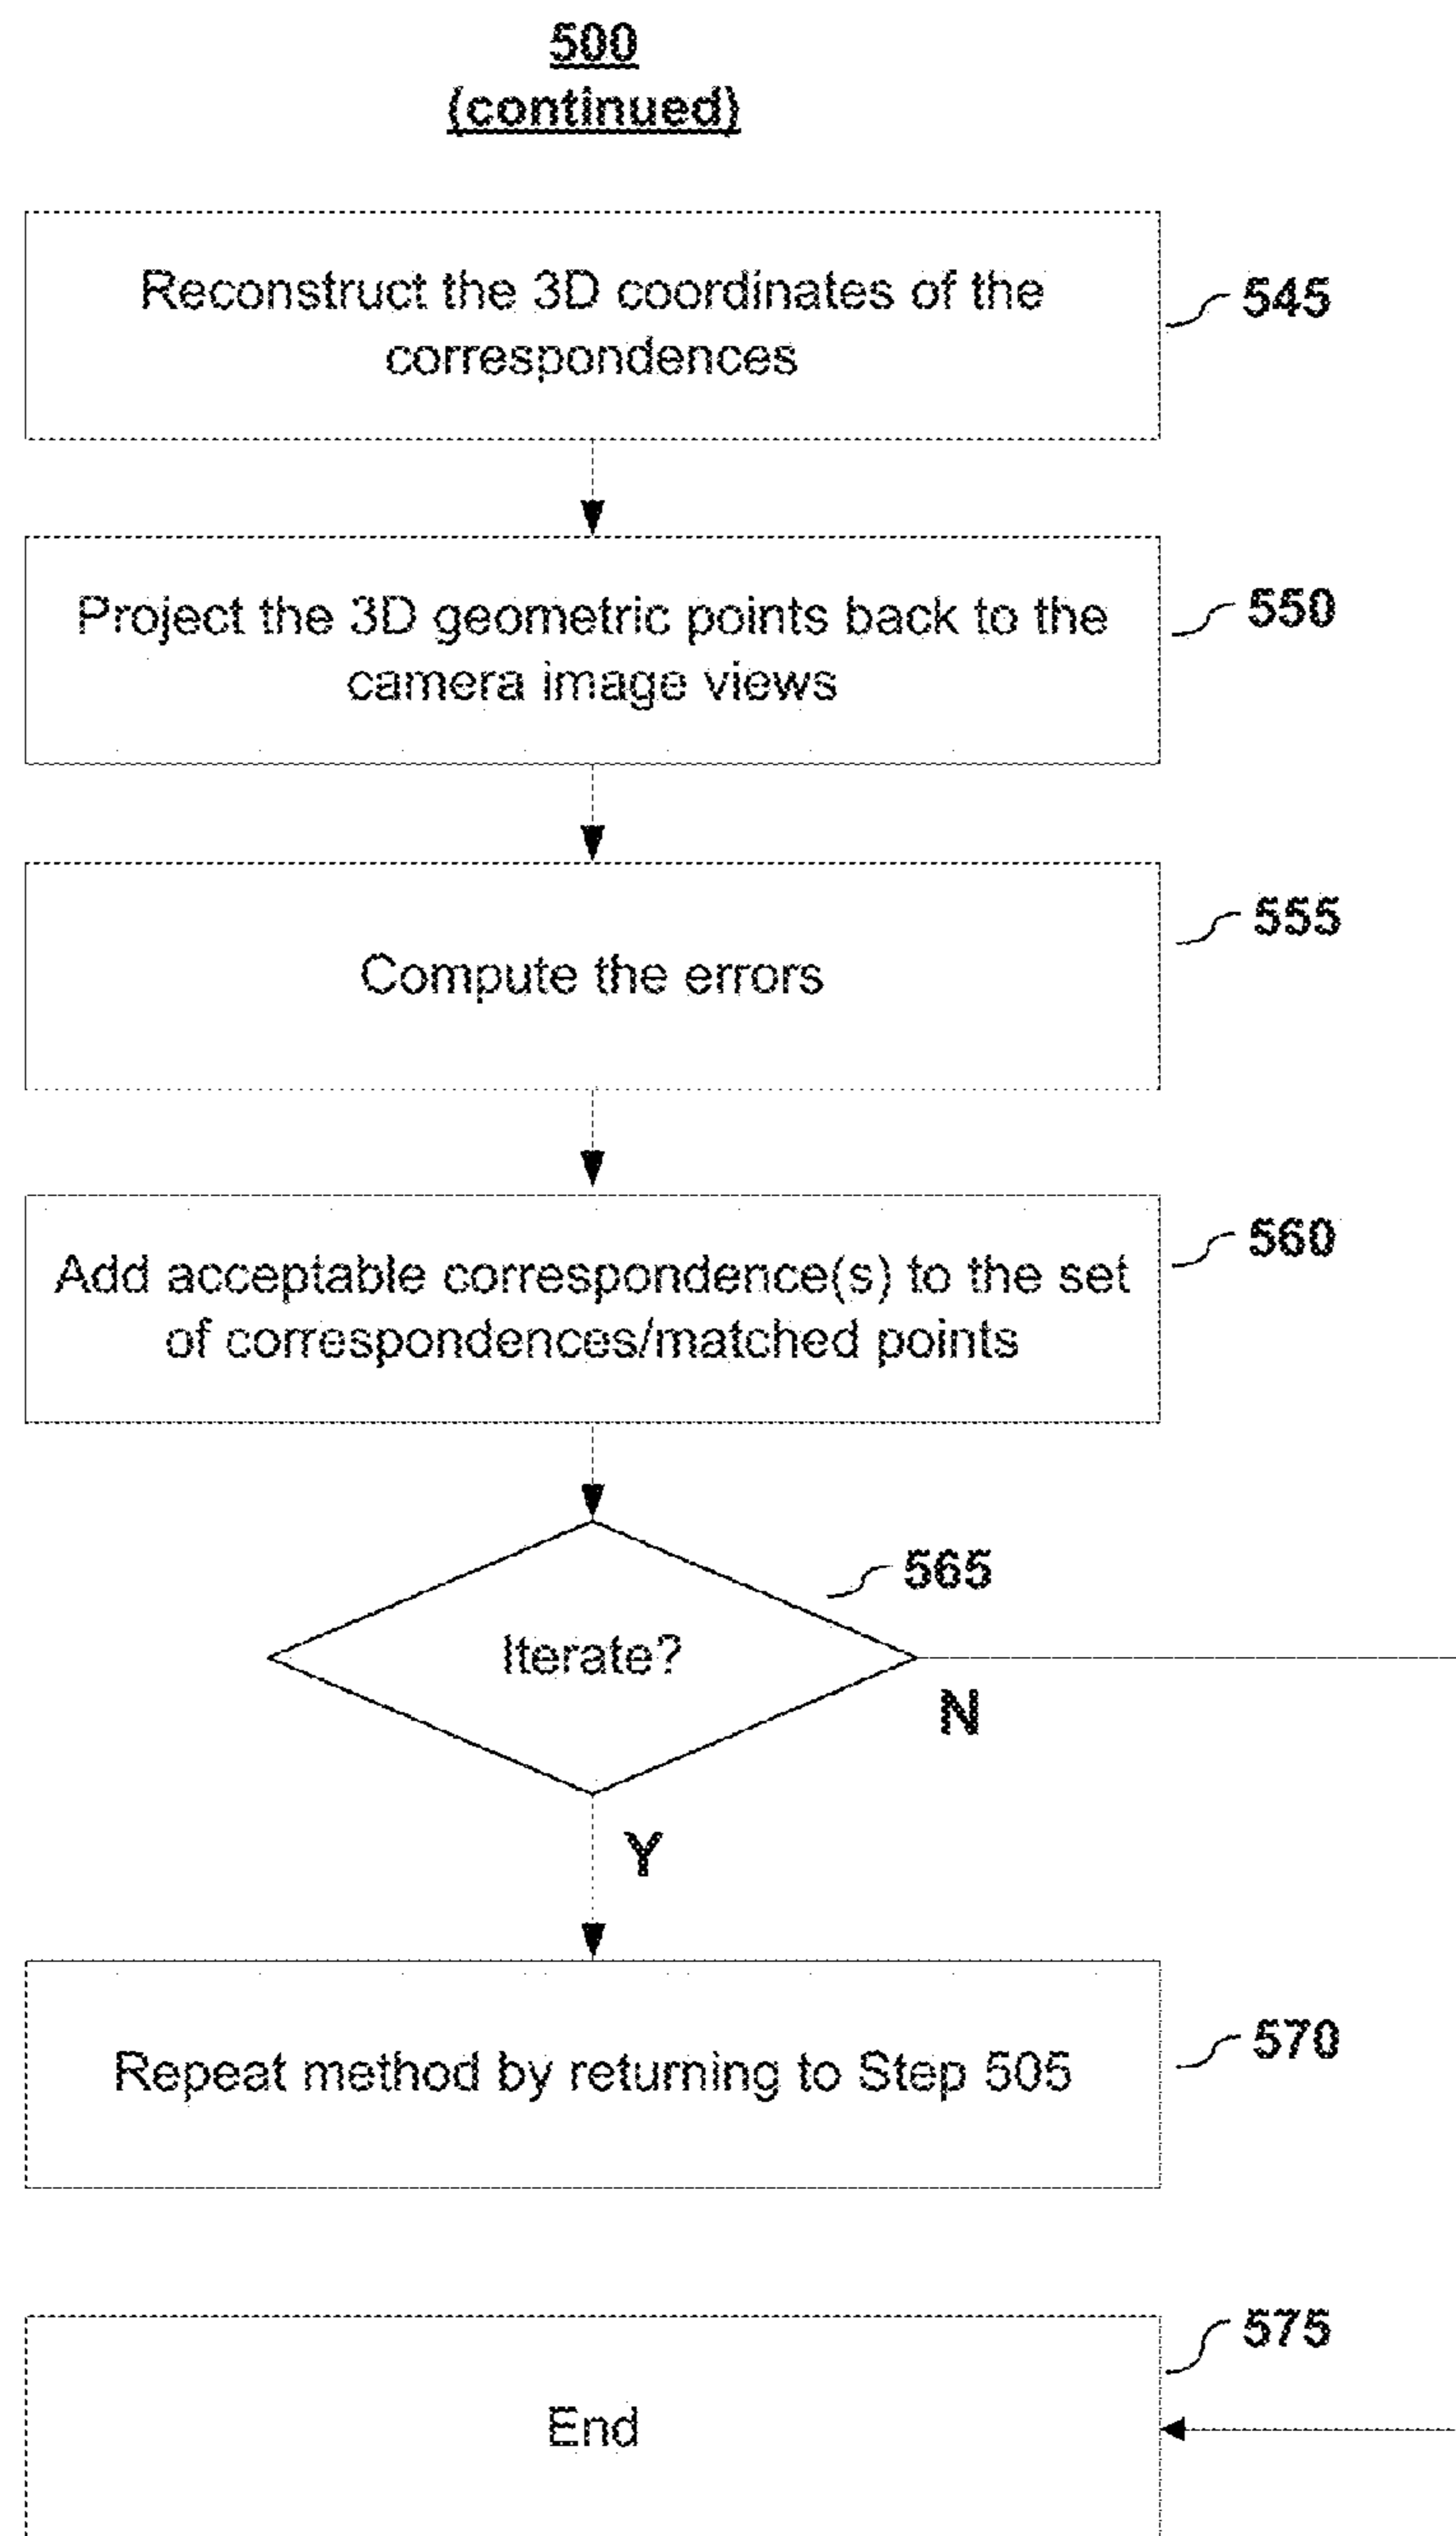 500
(continued)
Reconstruct the 3D coordinates of the
correspondences
545
Project the 3D geometric points back to the
camera image views
550
Compute the errors
555
Add acceptable correspondence(s) to the set
of correspondences/matched points
560
Iterate?
565
N
Y
Repeat method by returning to Step 505
570
End
575